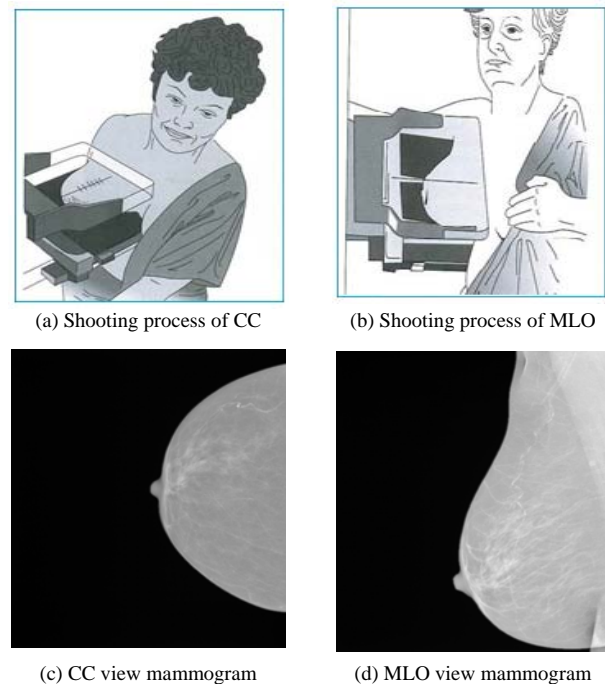 (a) Shooting process of CC
(b) Shooting process of MLO
(c) CC view mammogram
(d) MLO view mammogram